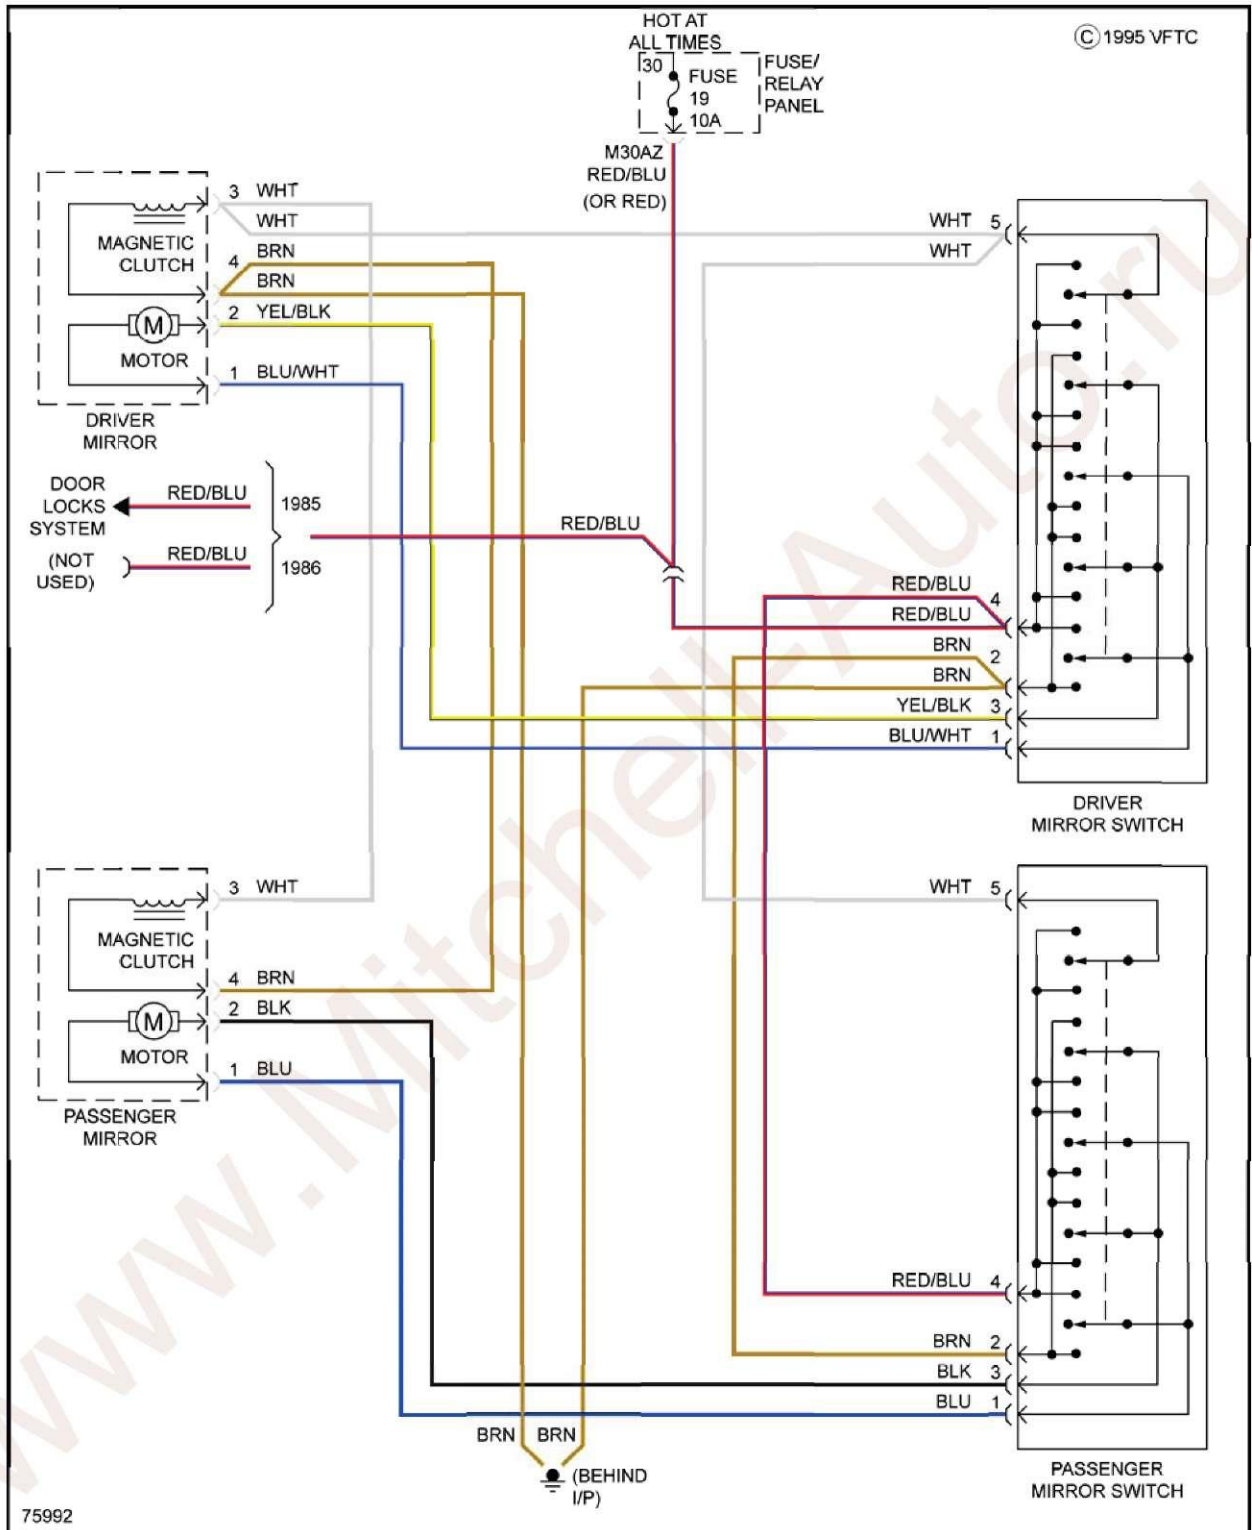 HOT AT
ALL TIMES
© 1995 VFTC
30
FUSE
19
10A
FUSE/
RELAY
PANEL
M30AZ
RED/BLU
(OR RED)
3 WHT
WHT
MAGNETIC
CLUTCH
4 BRN
BRN
2 YEL/BLK
MOTOR
M
1 BLU/WHT
DRIVER
MIRROR
WHT 5
WHT
DOOR
LOCKS
SYSTEM
RED/BLU
1985
(NOT
USED)
RED/BLU
1986
RED/BLU
RED/BLU 4
RED/BLU
BRN 2
BRN
YEL/BLK 3
BLU/WHT 1
DRIVER
MIRROR SWITCH
3 WHT
MAGNETIC
CLUTCH
4 BRN
2 BLK
M
MOTOR
1 BLU
PASSENGER
MIRROR
WHT 5
RED/BLU 4
BRN 2
BLK 3
BLU 1
BRN BRN
(BEHIND
I/P)
PASSENGER
MIRROR SWITCH
75992
www.Mitchell-Auto.ru